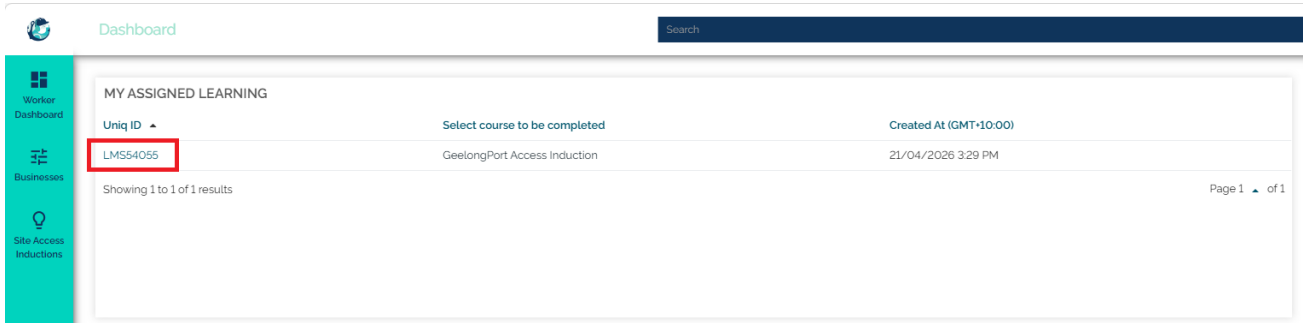 Dashboard
Search
Worker
Dashboard
Businesses
Site Access
Inductions
MY ASSIGNED LEARNING
Uniq ID ▲ Select course to be completed Created At (GMT+10:00)
LMS54055 GeelongPort Access Induction 21/04/2026 3:29 PM
Showing 1 to 1 of 1 results Page 1 ▲ of 1